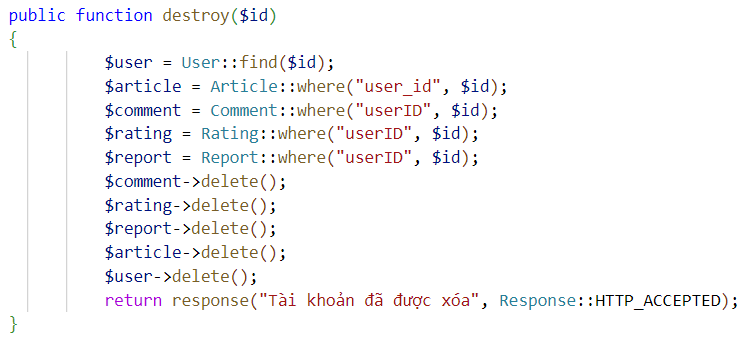 public function destroy($id)
{
$user = User::find($id);
$article = Article::where("user_id", $id);
$comment = Comment::where("userID", $id);
$rating = Rating::where("userID", $id);
$report = Report::where("userID", $id);
$comment->delete();
$rating->delete();
$report->delete();
$article->delete();
$user->delete();
return response("Tài khoản đã được xóa", Response::HTTP_ACCEPTED);
}